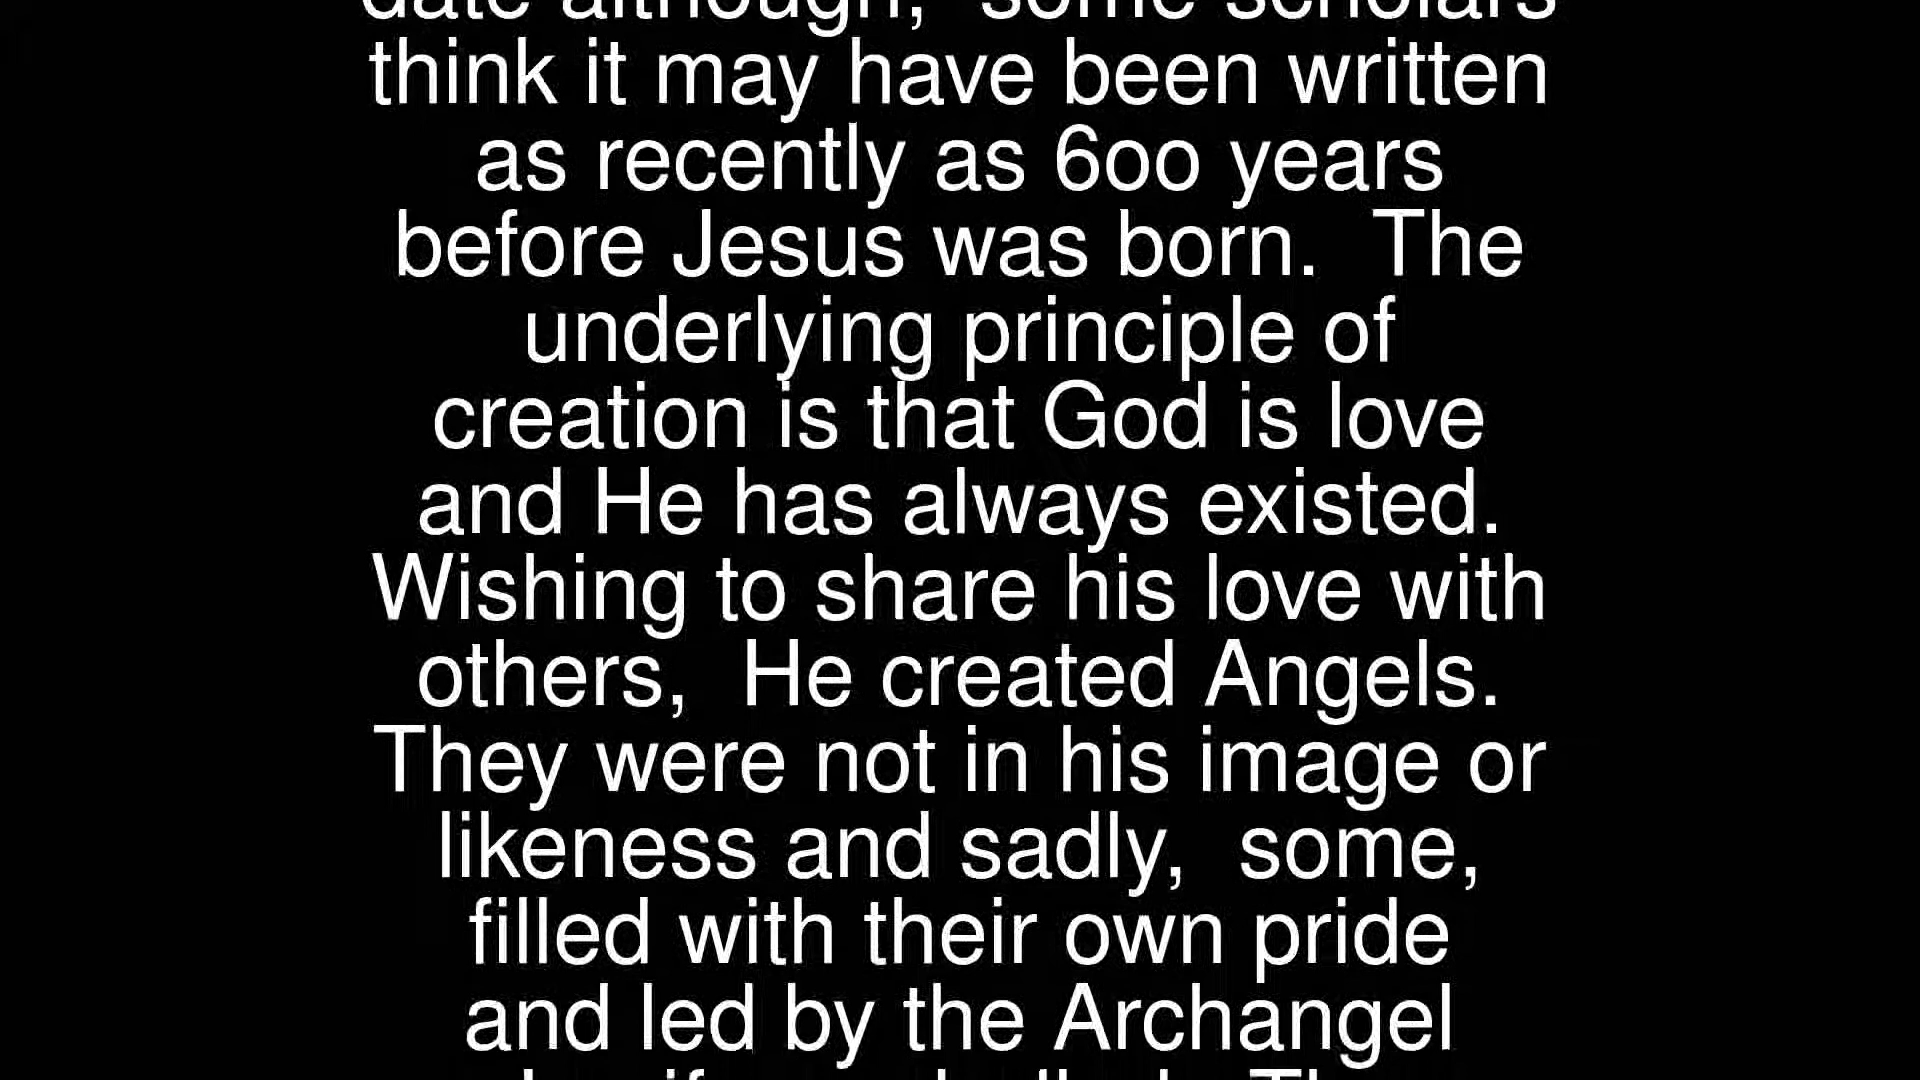 date although,  some scholars
think it may have been written
as recently as 6oo years
before Jesus was born.  The
underlying principle of
creation is that God is love
and He has always existed.
Wishing to share his love with
others,  He created Angels.
They were not in his image or
likeness and sadly,  some,
filled with their own pride
and led by the Archangel